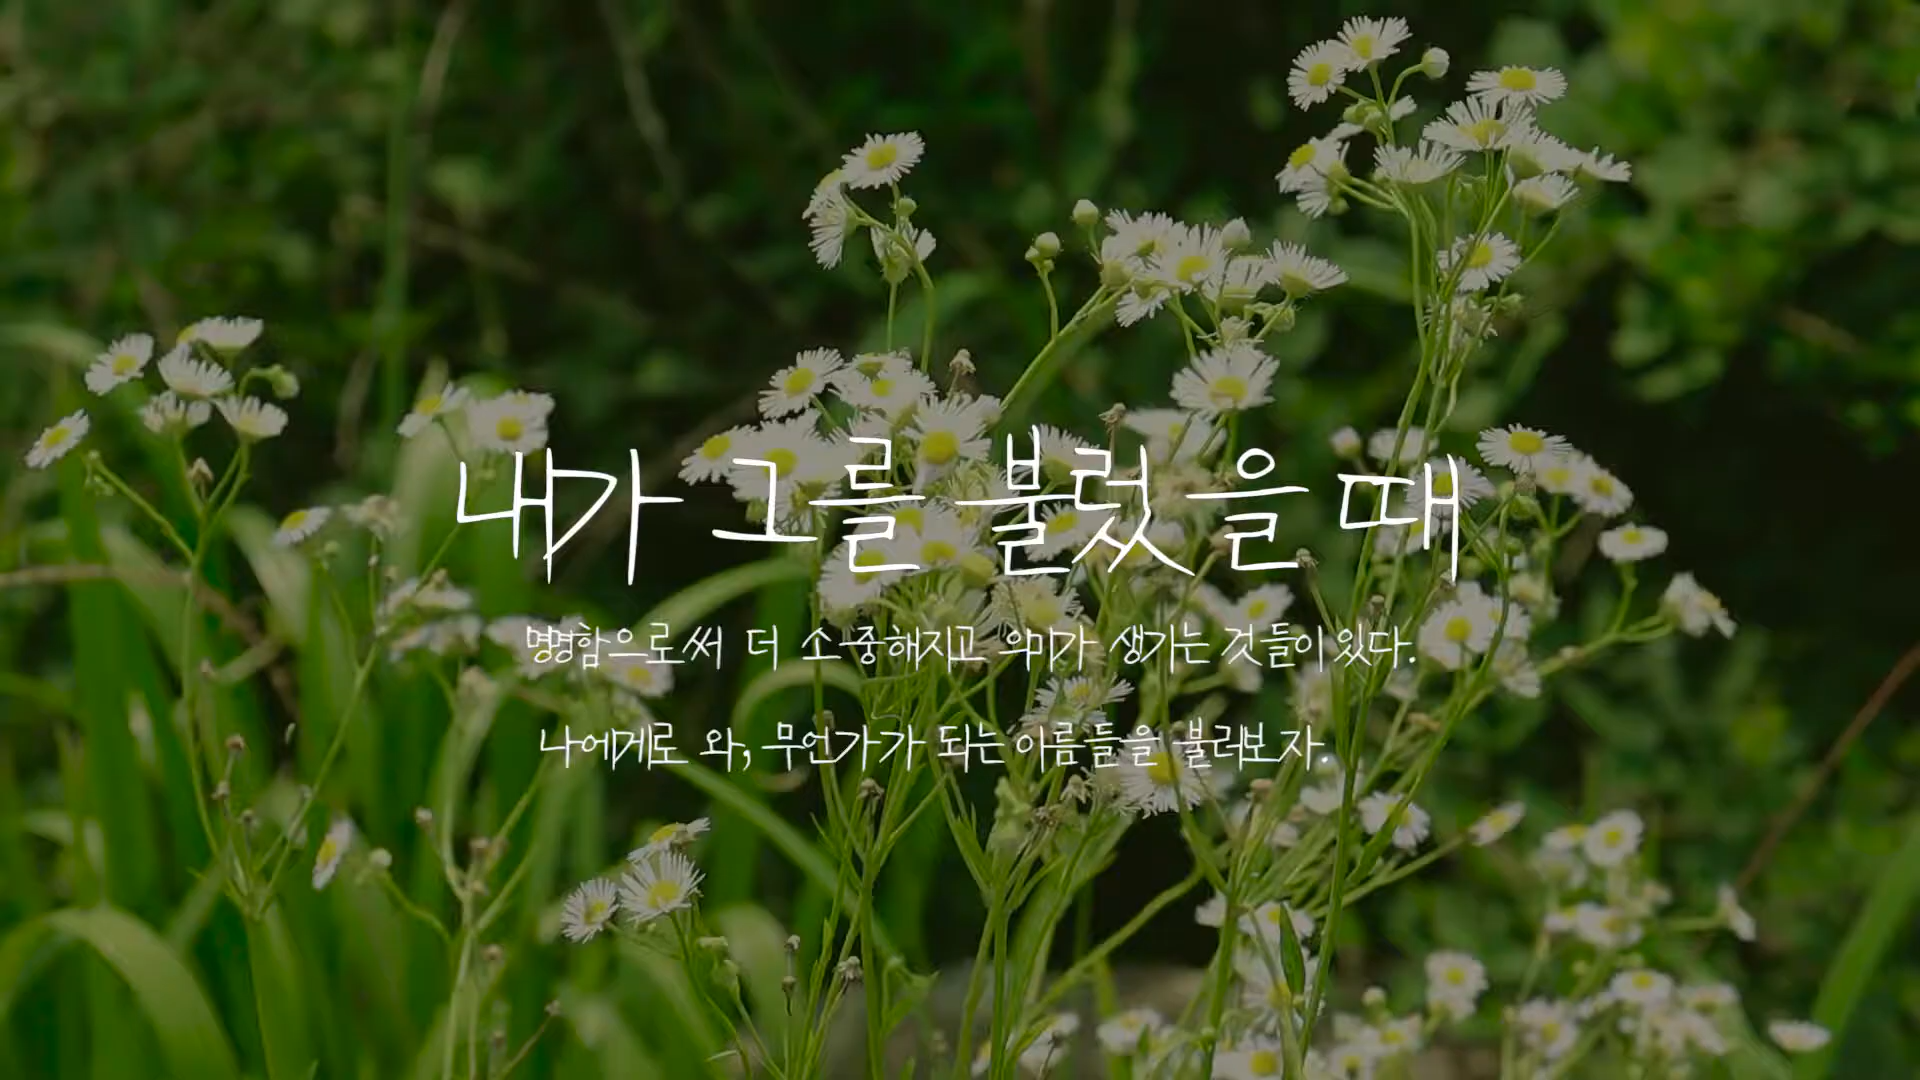 내가 그를 불렀을 때
명명함으로써 더 소중해지고 의미가 생기는 것들이 있다.
나에게로 와, 무언가가 되는 이름들을 불러보자.